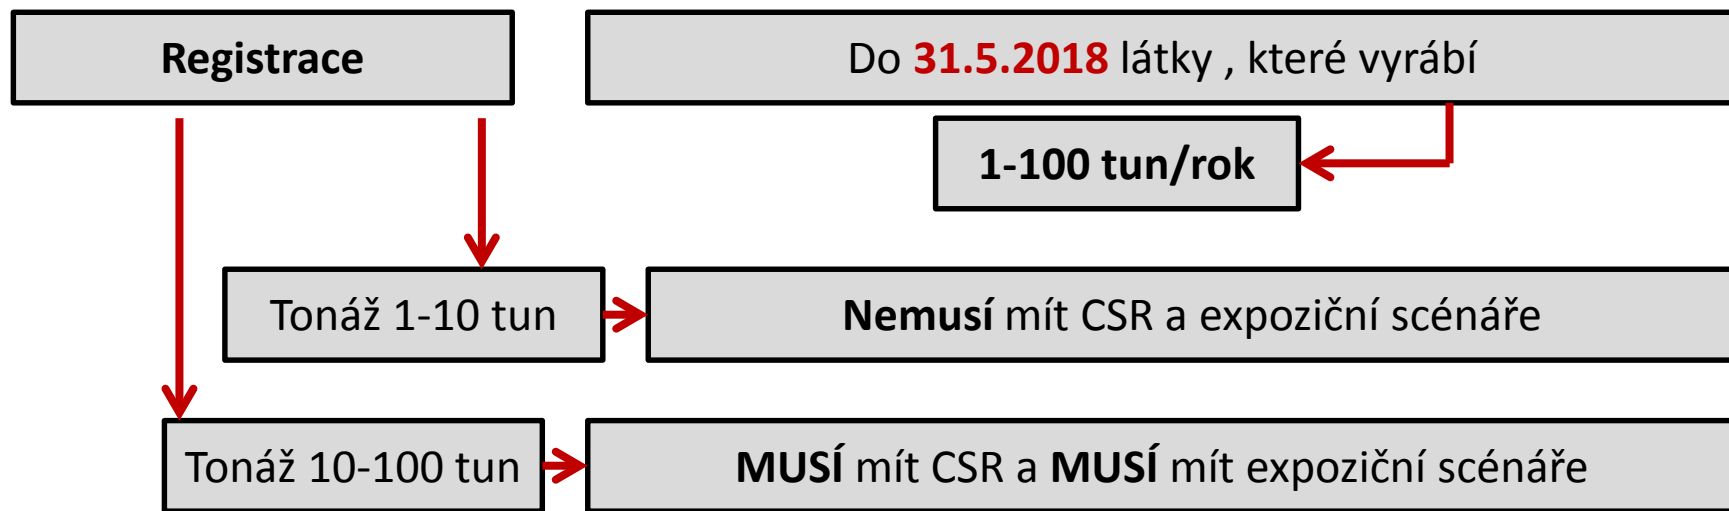 Registrace
Do 31.5.2018 látky , které vyrábí
1-100 tun/rok
Tonáž 1-10 tun
Nemusí mít CSR a expoziční scénáře
Tonáž 10-100 tun
MUSÍ mít CSR a MUSÍ mít expoziční scénáře